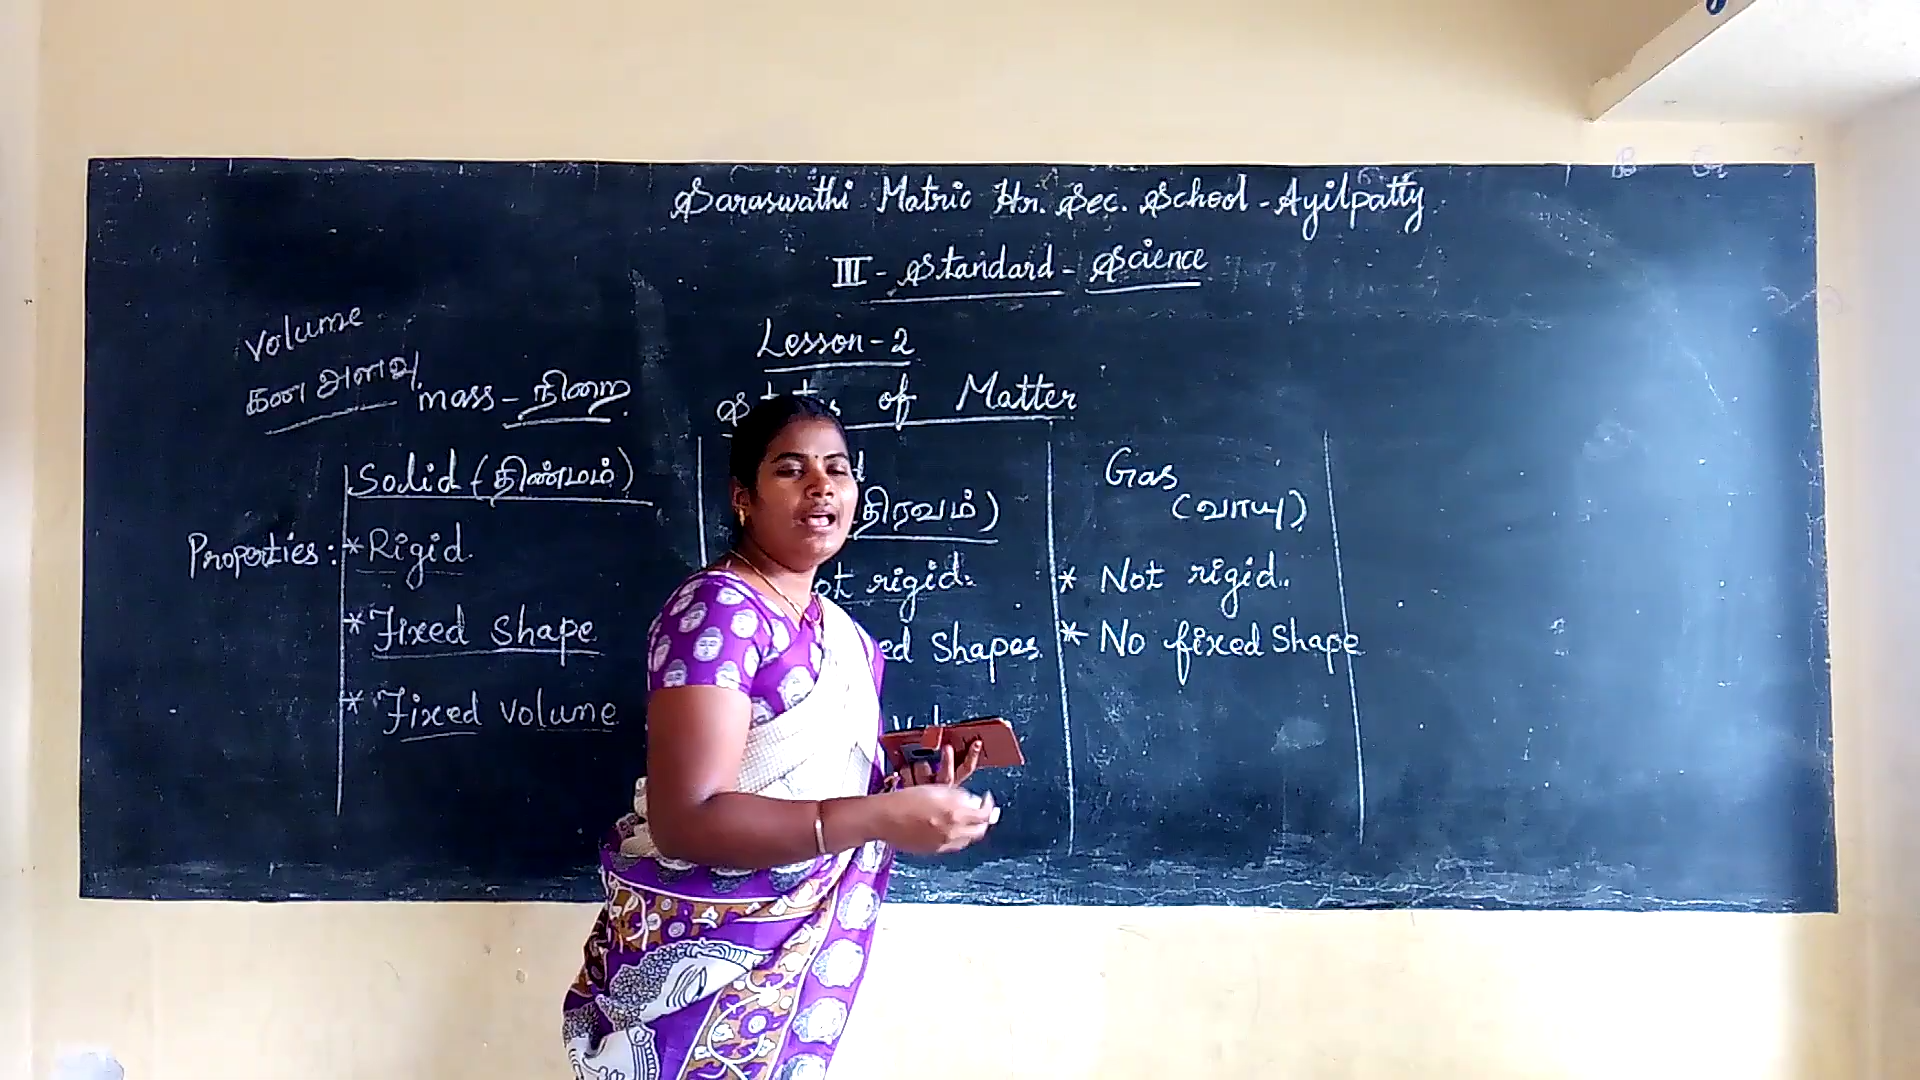 Saraswathi Matric Hr. Sec. School - Ayilpatty
III - Standard - Science
Volume
கன அளவு
mass - நிறை
Lesson - 2
of Matter
Solid (திண்மம்)
Properties :
* Rigid.
* Fixed shape
* Fixed volume
(திரவம்)
rigid.
Shapes
Gas
(வாயு)
* Not rigid.
* No fixed Shape